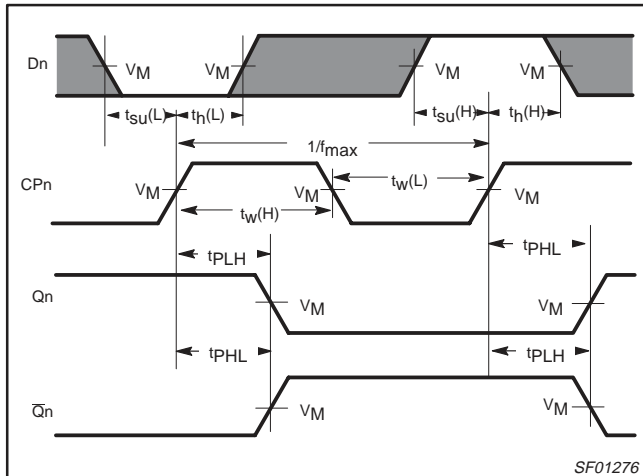 Dn
VM
VM
VM
VM
tsu(L)
th(L)
tsu(H)
th(H)
1/fmax
CPn
VM
VM
tw(L)
VM
tw(H)
tPLH
tPHL
Qn
VM
VM
tPHL
tPLH
Q̅n
VM
VM
SF01276